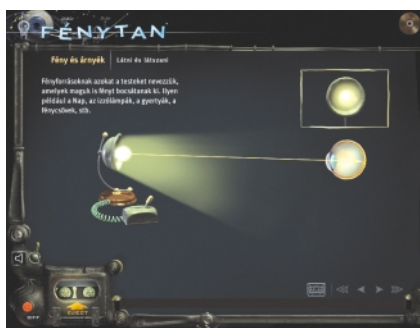 FÉNYTAN
Fény és árnyék | Látni és látszani
Fényforrásoknak azokat a testeket nevezzük,
amelyek maguk is fényt bocsátanak ki. Ilyen
például a Nap, az izzólámpák, a gyertyák, a
fénycsövek, stb.